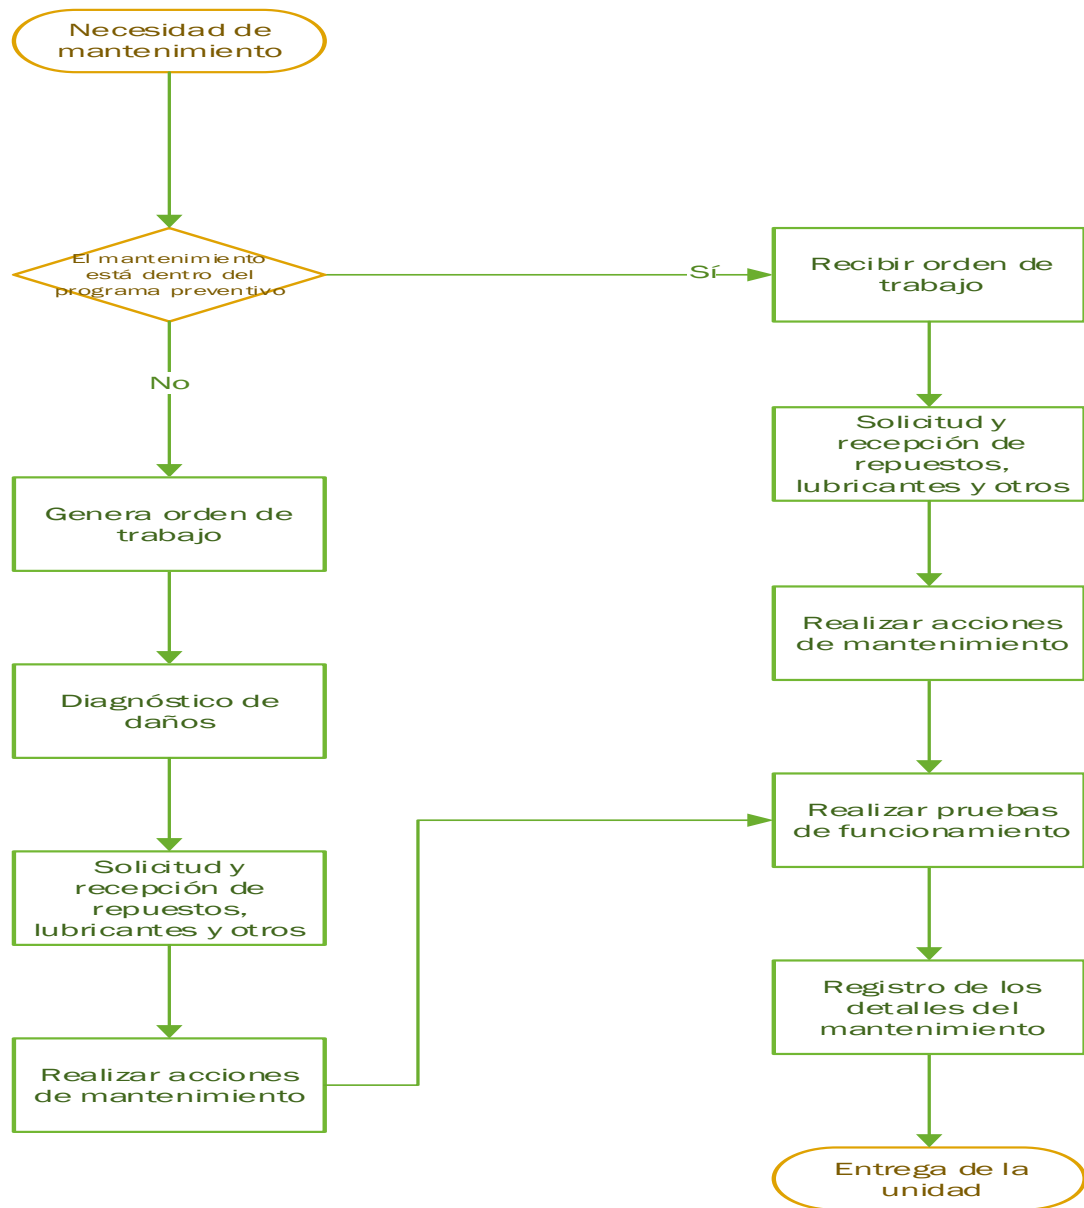 Necesidad de
mantenimiento
El mantenimiento
está dentro del
programa preventivo
Sí
No
Genera orden de
trabajo
Diagnóstico de
daños
Solicitud y
recepción de
repuestos,
lubricantes y otros
Realizar acciones
de mantenimiento
Recibir orden de
trabajo
Solicitud y
recepción de
repuestos,
lubricantes y otros
Realizar acciones
de mantenimiento
Realizar pruebas
de funcionamiento
Registro de los
detalles del
mantenimiento
Entrega de la
unidad